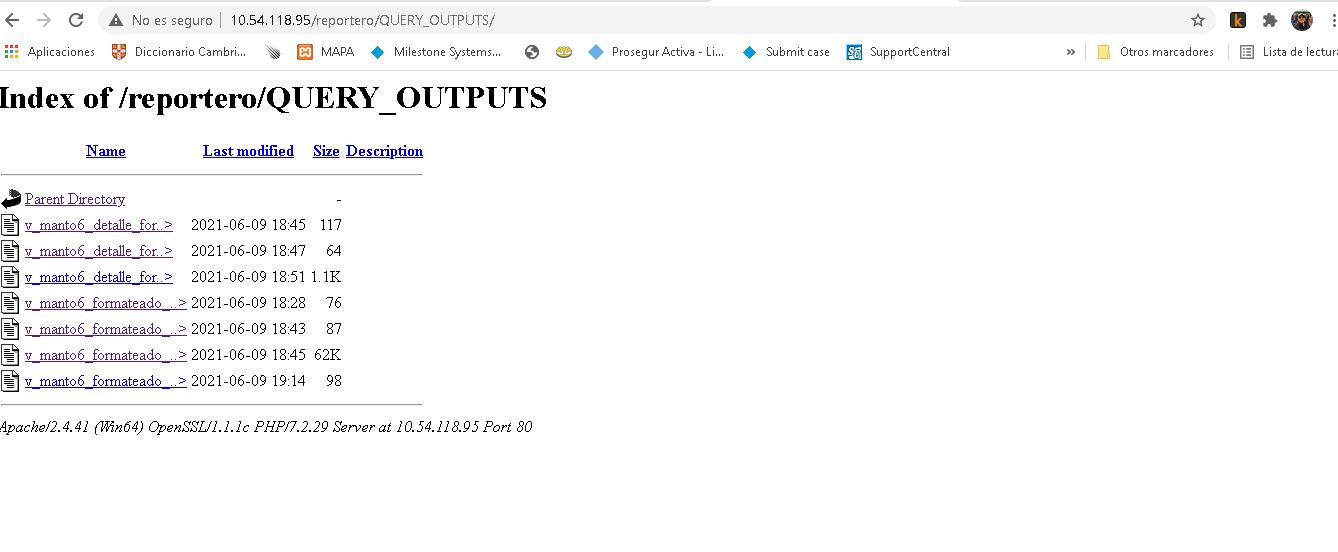 No es seguro | 10.54.118.95/reportero/QUERY_OUTPUTS/
Aplicaciones Diccionario Cambri... MAPA Milestone Systems... Prosegur Activa - Li... Submit case SupportCentral » Otros marcadores Lista de lectur
Index of /reportero/QUERY_OUTPUTS
Name Last modified Size Description
Parent Directory -
v_manto6_detalle_for..> 2021-06-09 18:45 117
v_manto6_detalle_for..> 2021-06-09 18:47 64
v_manto6_detalle_for..> 2021-06-09 18:51 1.1K
v_manto6_formateado_..> 2021-06-09 18:28 76
v_manto6_formateado_..> 2021-06-09 18:43 87
v_manto6_formateado_..> 2021-06-09 18:45 62K
v_manto6_formateado_..> 2021-06-09 19:14 98
Apache/2.4.41 (Win64) OpenSSL/1.1.1c PHP/7.2.29 Server at 10.54.118.95 Port 80